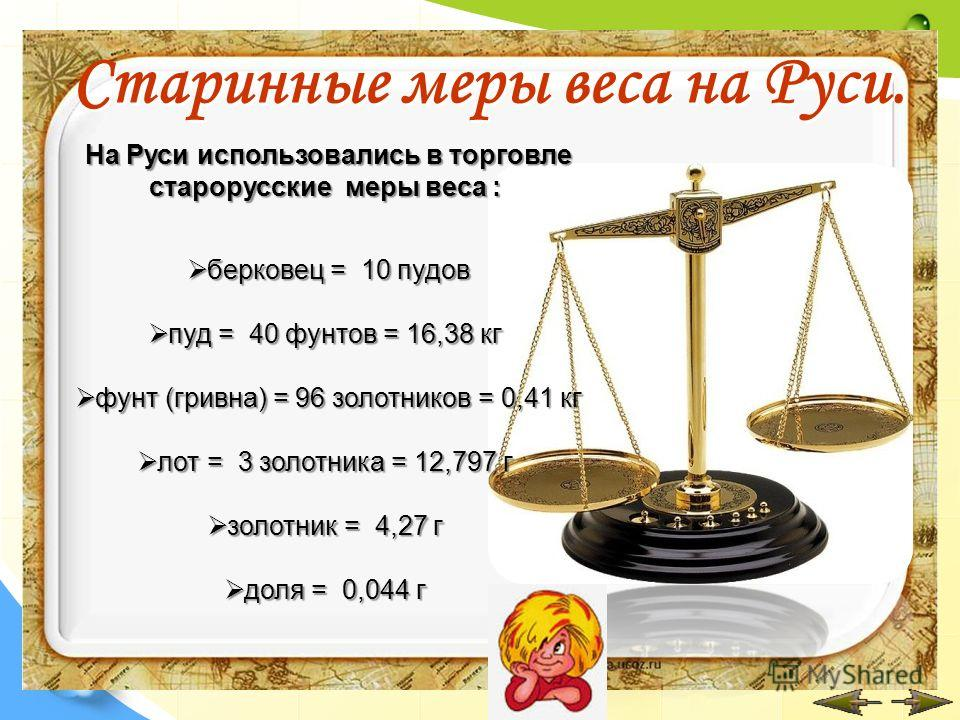 Старинные меры веса на Руси.
На Руси использовались в торговле
старорусские меры веса :
берковец = 10 пудов
пуд = 40 фунтов = 16,38 кг
фунт (гривна) = 96 золотников = 0,41 кг
лот = 3 золотника = 12,797 г
золотник = 4,27 г
доля = 0,044 г
a.ucoz.ru
MyShared